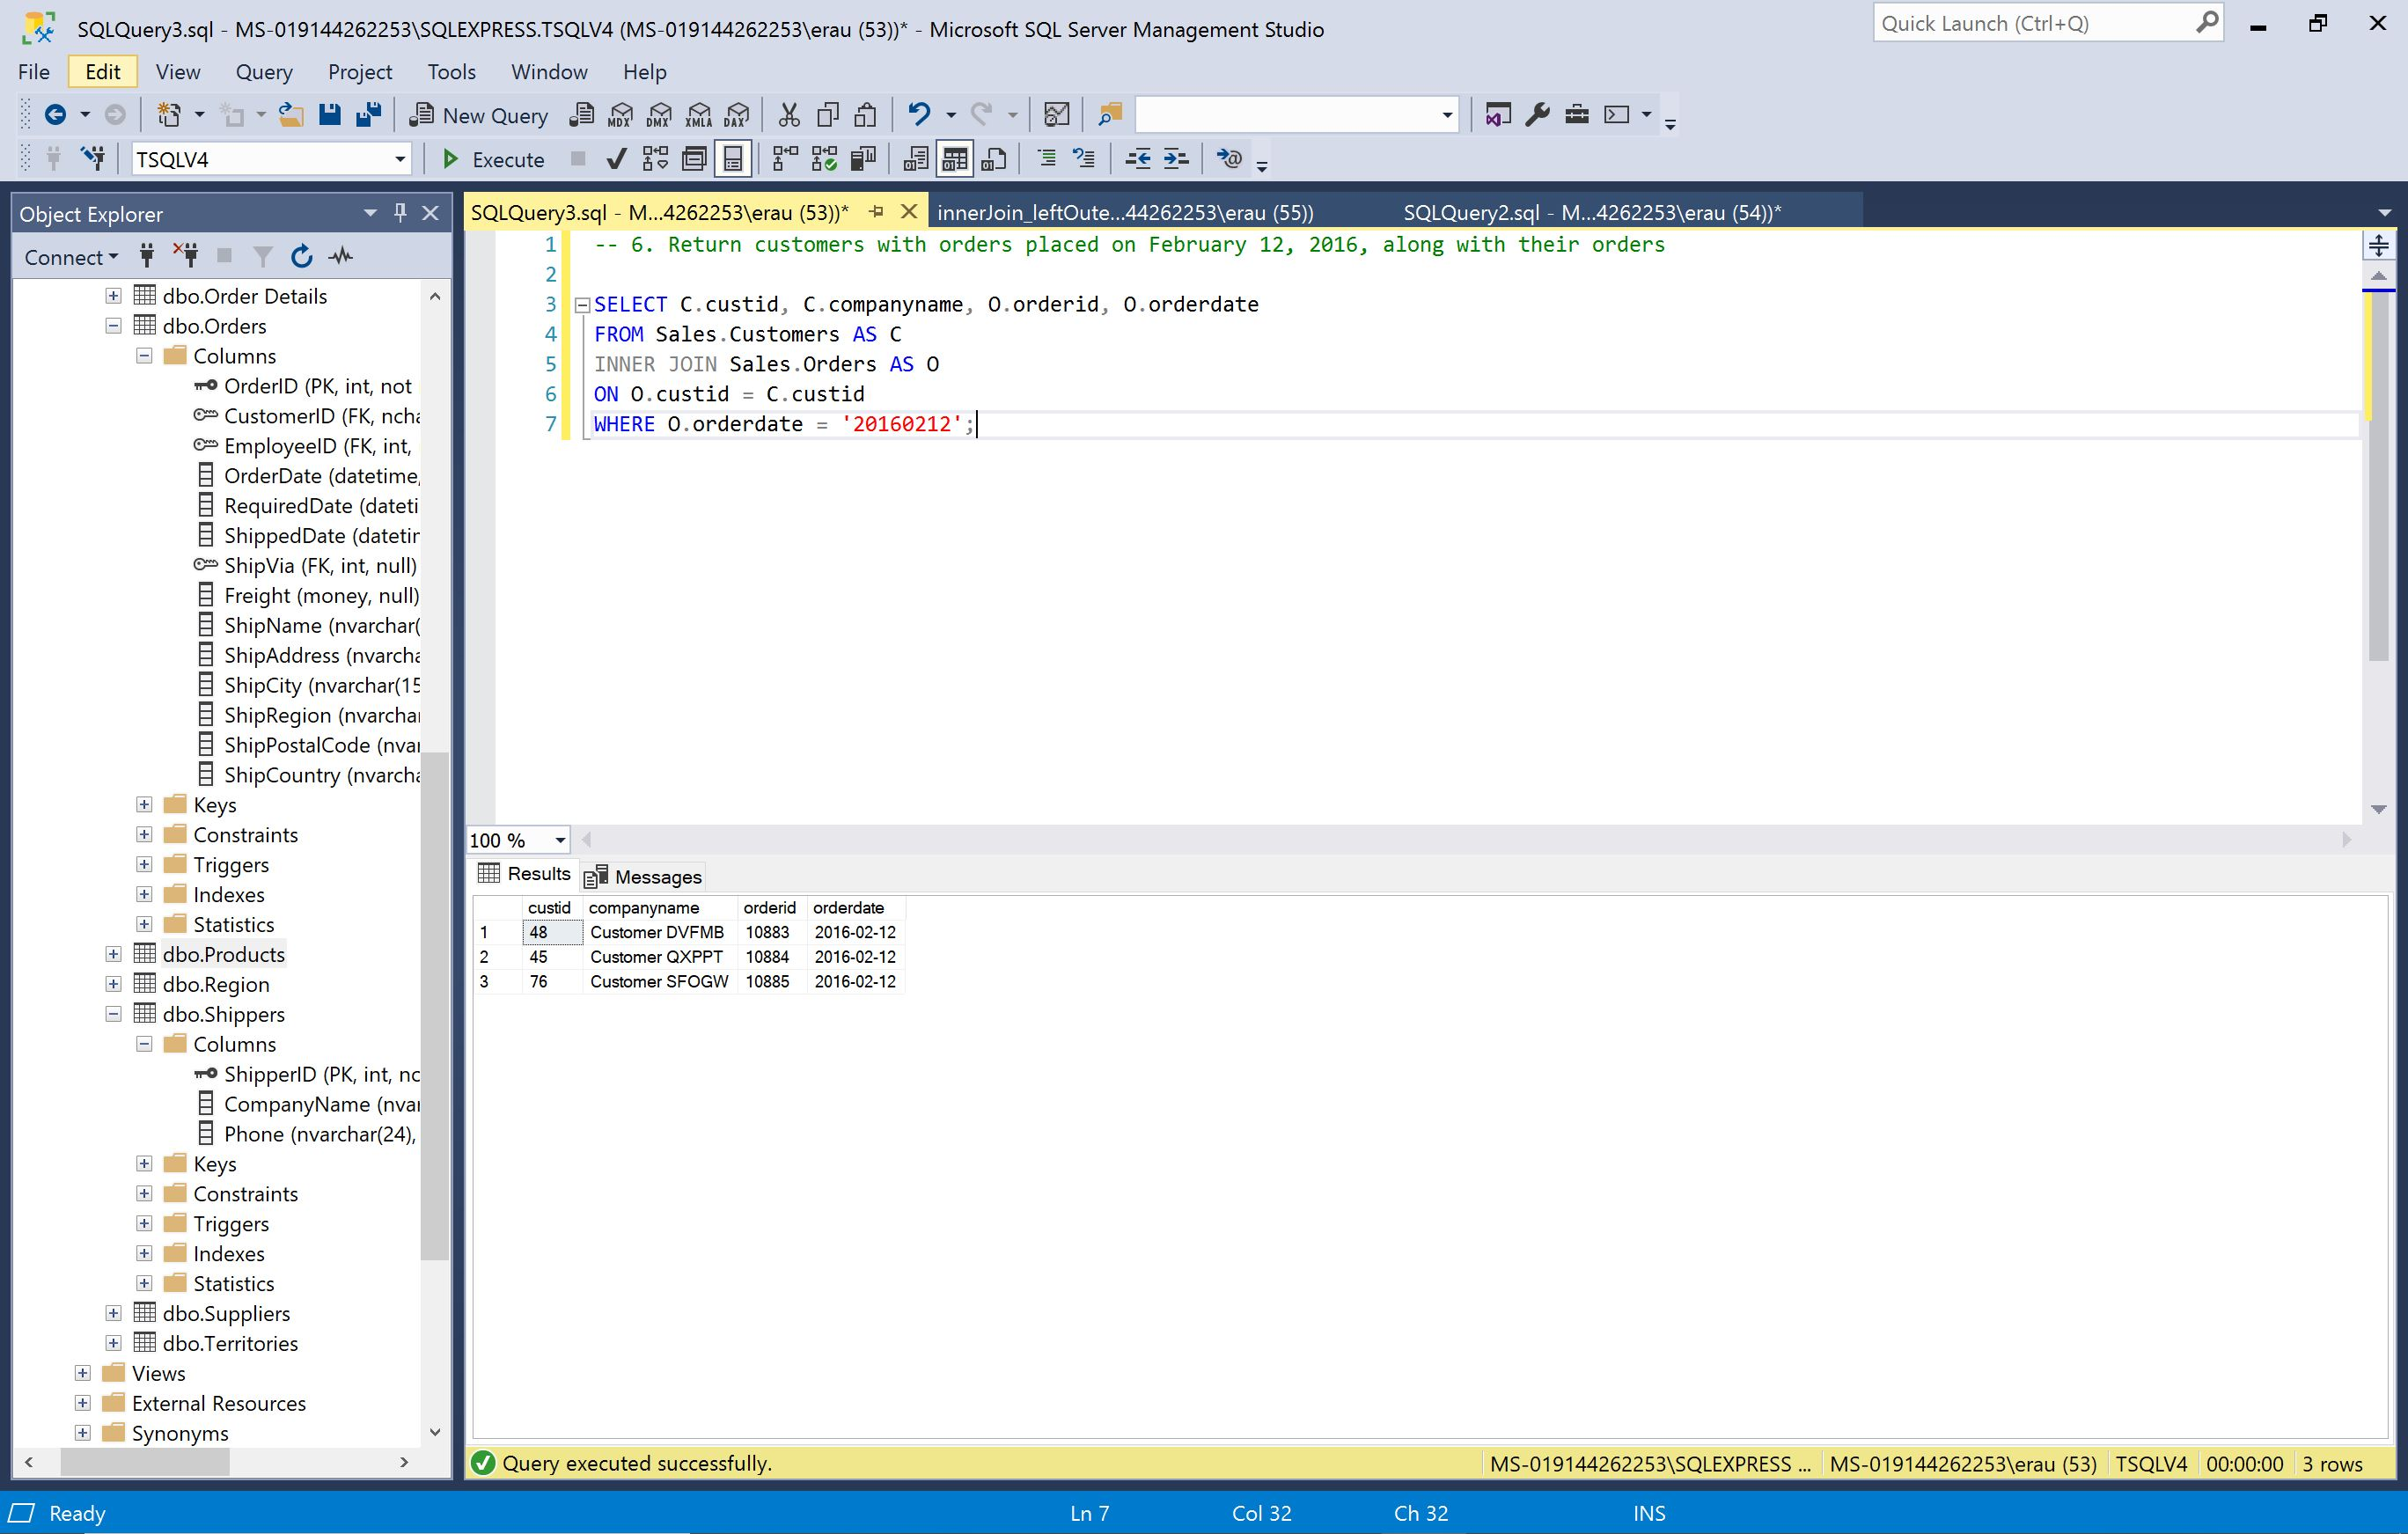 SQLQuery3.sql - MS-019144262253\SQLEXPRESS.TSQLV4 (MS-019144262253\erau (53))* - Microsoft SQL Server Management Studio
Quick Launch (Ctrl+Q)
File Edit View Query Project Tools Window Help
New Query MDX DMX XMLA DAX
TSQLV4 Execute
Object Explorer
Connect
dbo.Order Details
dbo.Orders
Columns
OrderID (PK, int, not
CustomerID (FK, ncha
EmployeeID (FK, int,
OrderDate (datetime,
RequiredDate (dateti
ShippedDate (datetin
ShipVia (FK, int, null)
Freight (money, null)
ShipName (nvarchar(
ShipAddress (nvarcha
ShipCity (nvarchar(15
ShipRegion (nvarchar
ShipPostalCode (nvar
ShipCountry (nvarcha
Keys
Constraints
Triggers
Indexes
Statistics
dbo.Products
dbo.Region
dbo.Shippers
Columns
ShipperID (PK, int, nc
CompanyName (nvar
Phone (nvarchar(24),
Keys
Constraints
Triggers
Indexes
Statistics
dbo.Suppliers
dbo.Territories
Views
External Resources
Synonyms
SQLQuery3.sql - M...4262253\erau (53))* innerJoin_leftOute...44262253\erau (55)) SQLQuery2.sql - M...4262253\erau (54))*
1 -- 6. Return customers with orders placed on February 12, 2016, along with their orders
2
3 SELECT C.custid, C.companyname, O.orderid, O.orderdate
4 FROM Sales.Customers AS C
5 INNER JOIN Sales.Orders AS O
6 ON O.custid = C.custid
7 WHERE O.orderdate = '20160212';
100 %
Results Messages
custid companyname orderid orderdate
1 48 Customer DVFMB 10883 2016-02-12
2 45 Customer QXPPT 10884 2016-02-12
3 76 Customer SFOGW 10885 2016-02-12
Query executed successfully. MS-019144262253\SQLEXPRESS ... MS-019144262253\erau (53) TSQLV4 00:00:00 3 rows
Ready Ln 7 Col 32 Ch 32 INS